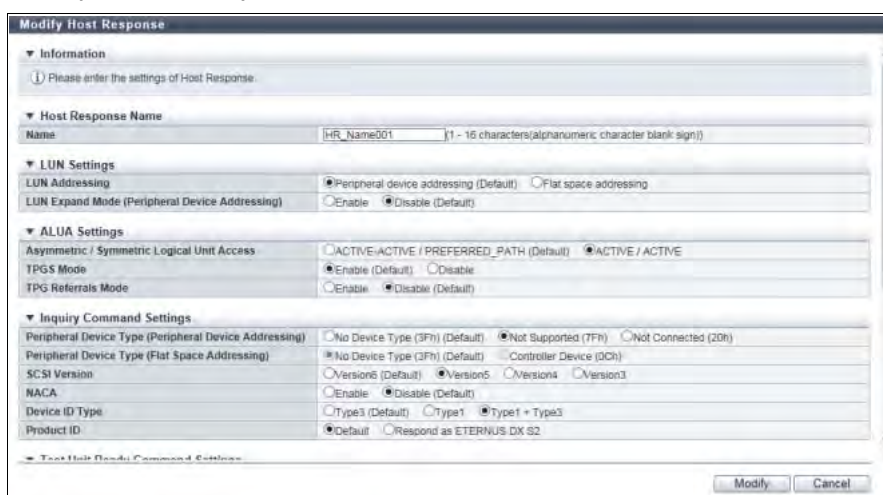 Modify Host Response
Information
Please enter the settings of Host Response.
Host Response Name
Name HR_Name001 (1 - 16 characters(alphanumeric character blank sign))
LUN Settings
LUN Addressing Peripheral device addressing (Default) Flat space addressing
LUN Expand Mode (Peripheral Device Addressing) Enable Disable (Default)
ALUA Settings
Asymmetric / Symmetric Logical Unit Access ACTIVE-ACTIVE / PREFERRED_PATH (Default) ACTIVE / ACTIVE
TPGS Mode Enable (Default) Disable
TPG Referrals Mode Enable Disable (Default)
Inquiry Command Settings
Peripheral Device Type (Peripheral Device Addressing) No Device Type (3Fh) (Default) Not Supported (7Fh) Not Connected (20h)
Peripheral Device Type (Flat Space Addressing) No Device Type (3Fh) (Default) Controller Device (0Ch)
SCSI Version Version6 (Default) Version5 Version4 Version3
NACA Enable Disable (Default)
Device ID Type Type3 (Default) Type1 Type1 + Type3
Product ID Default Respond as ETERNUS DX S2
Test Unit Ready Command Settings
Modify Cancel